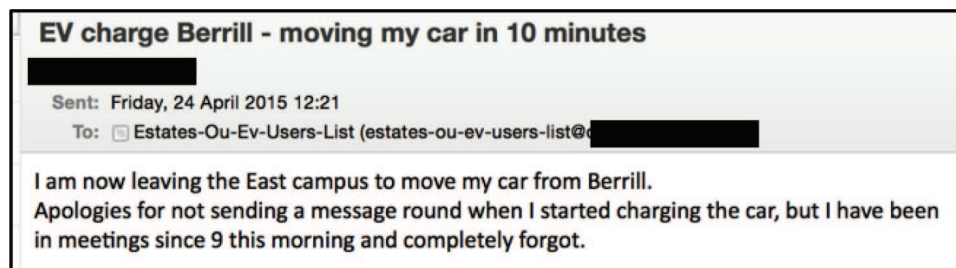 EV charge Berrill - moving my car in 10 minutes
Sent: Friday, 24 April 2015 12:21
To: Estates-Ou-Ev-Users-List (estates-ou-ev-users-list@
I am now leaving the East campus to move my car from Berrill.
Apologies for not sending a message round when I started charging the car, but I have been
in meetings since 9 this morning and completely forgot.